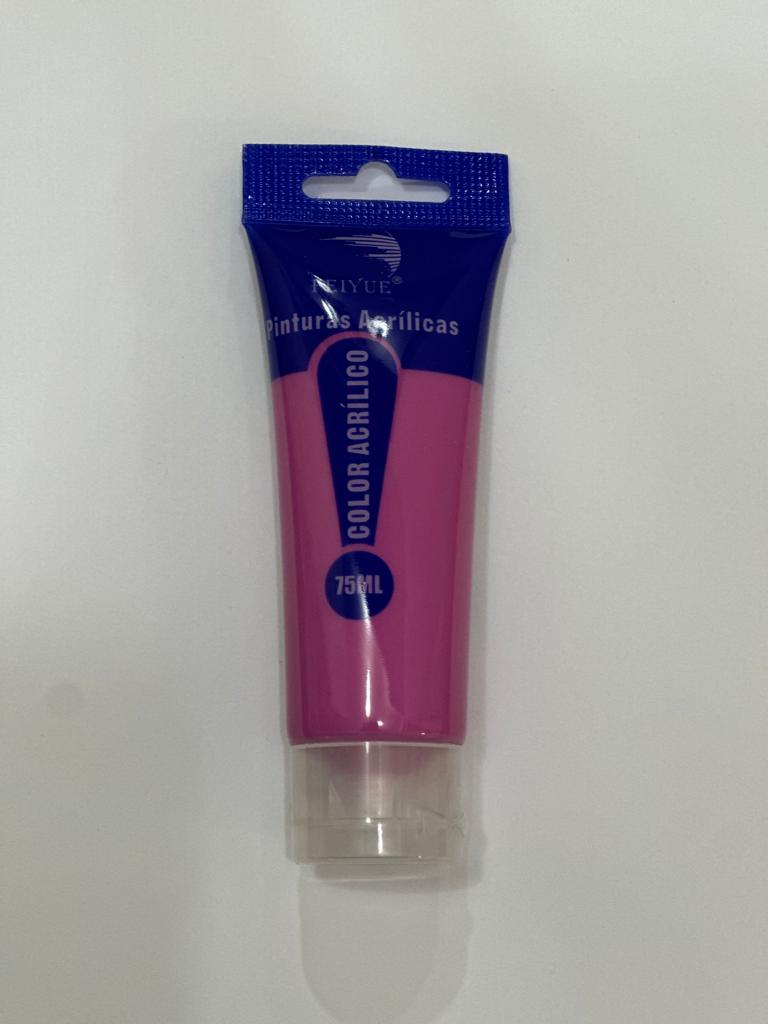 FEIYUE®
Pinturas Acrílicas
COLOR ACRÍLICO
75ML